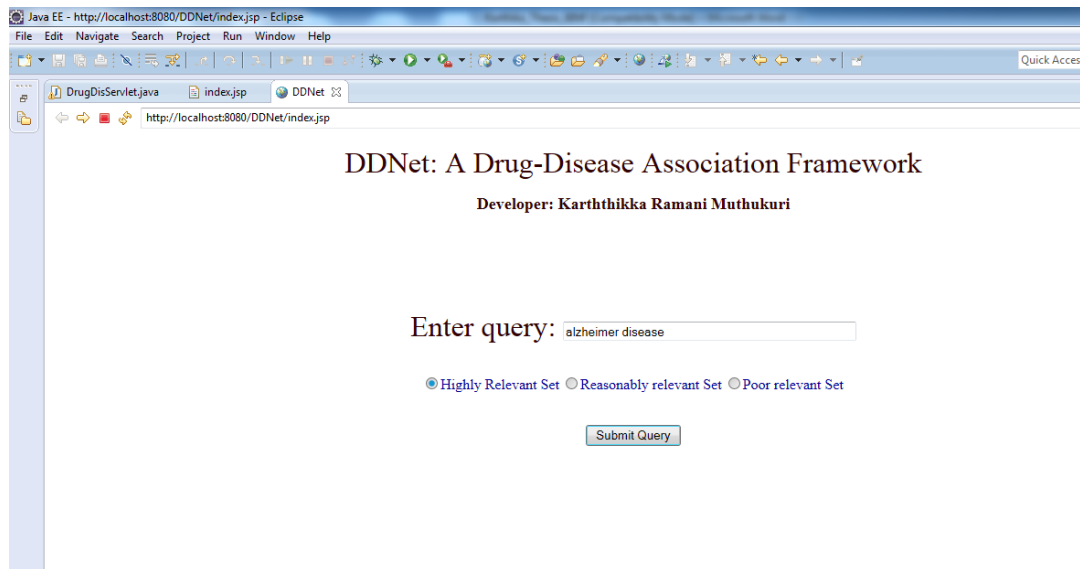 Java EE - http://localhost:8080/DDNet/index.jsp - Eclipse
File Edit Navigate Search Project Run Window Help
Quick Acces
DrugDisServlet.java index.jsp DDNet
http://localhost:8080/DDNet/index.jsp
DDNet: A Drug-Disease Association Framework
Developer: Karththikka Ramani Muthukuri
Enter query: alzheimer disease
Highly Relevant Set Reasonably relevant Set Poor relevant Set
Submit Query